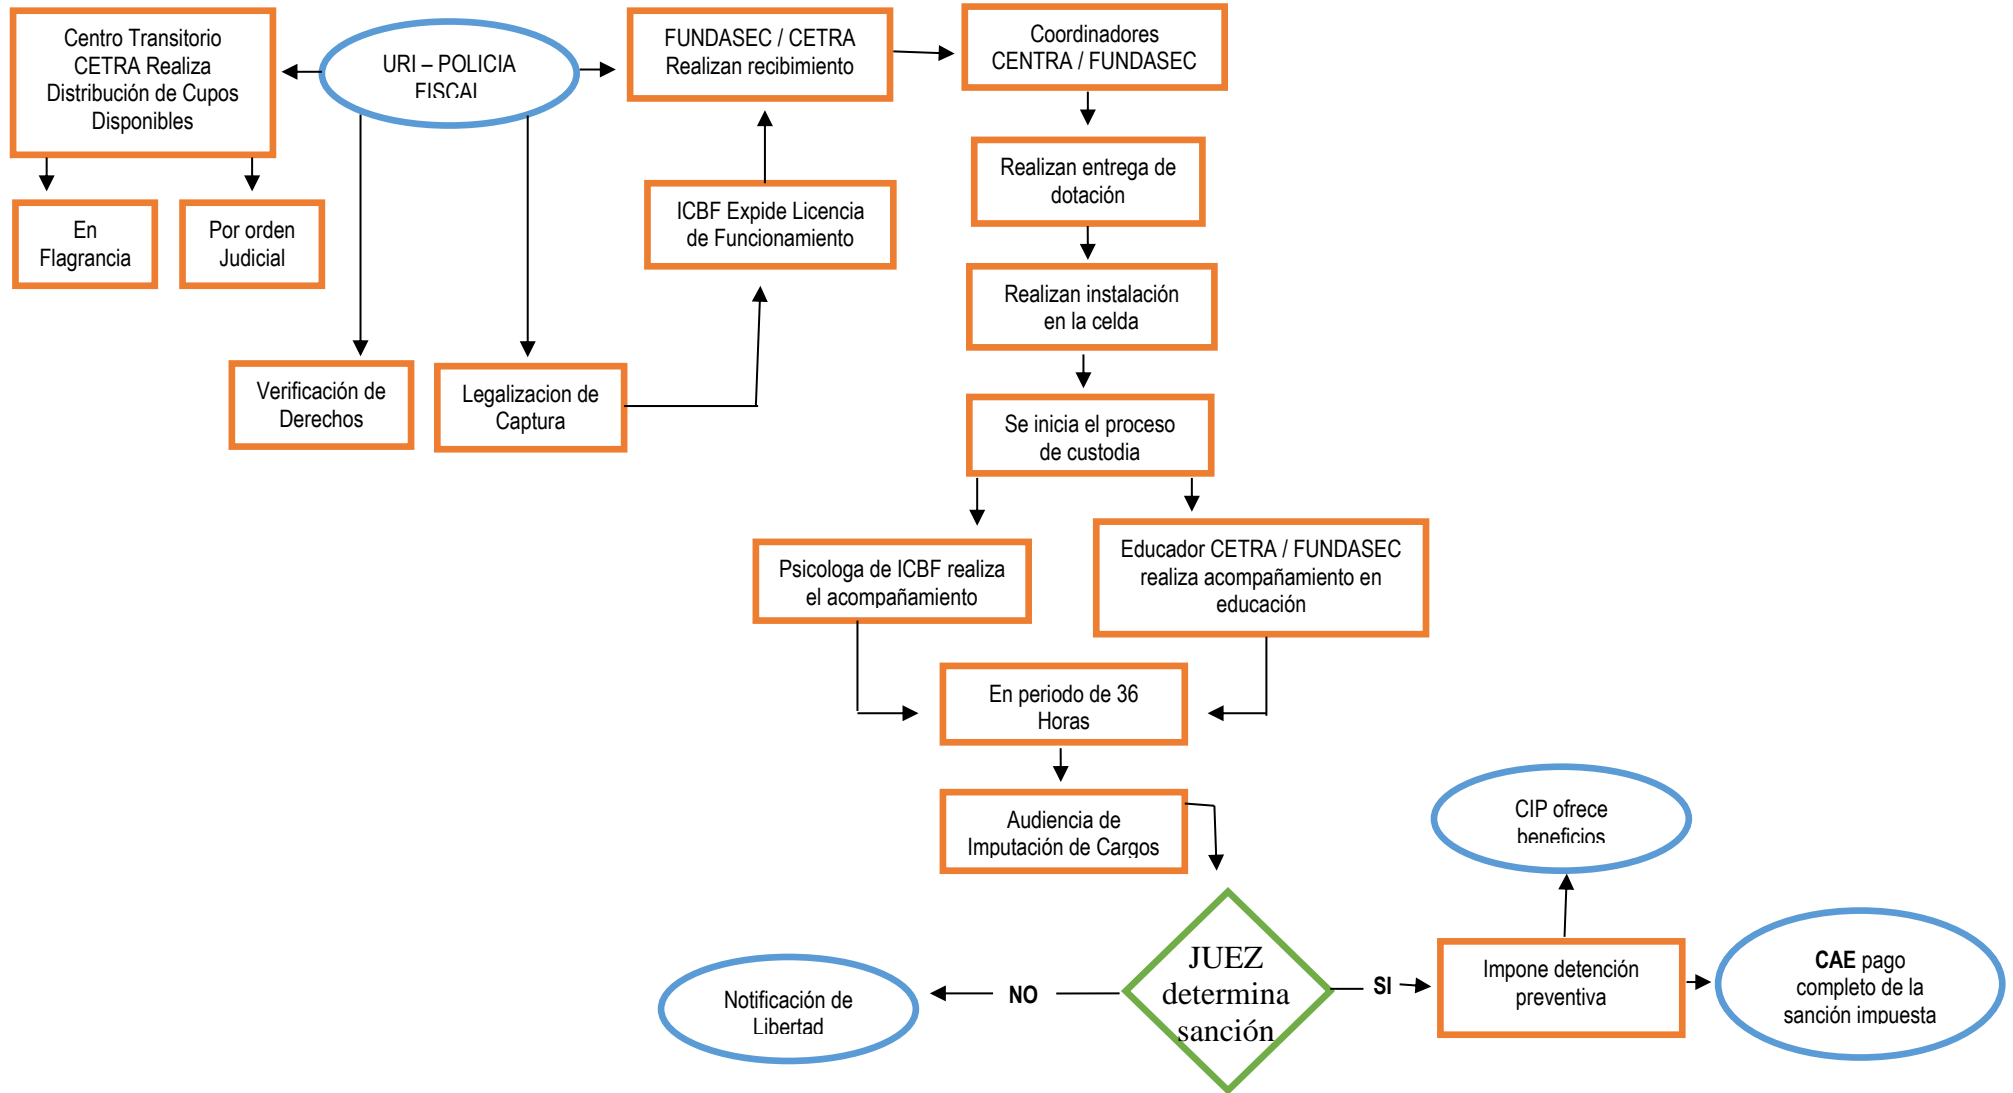 Centro Transitorio
CETRA Realiza
Distribución de Cupos
Disponibles
URI – POLICIA
FISCAL
FUNDASEC / CETRA
Realizan recibimiento
Coordinadores
CENTRA / FUNDASEC
En
Flagrancia
Por orden
Judicial
ICBF Expide Licencia
de Funcionamiento
Realizan entrega de
dotación
Realizan instalación
en la celda
Verificación de
Derechos
Legalizacion de
Captura
Se inicia el proceso
de custodia
Psicologa de ICBF realiza
el acompañamiento
Educador CETRA / FUNDASEC
realiza acompañamiento en
educación
En periodo de 36
Horas
Audiencia de
Imputación de Cargos
CIP ofrece
beneficios
JUEZ
determina
sanción
NO
Notificación de
Libertad
SI
Impone detención
preventiva
CAE pago
completo de la
sanción impuesta